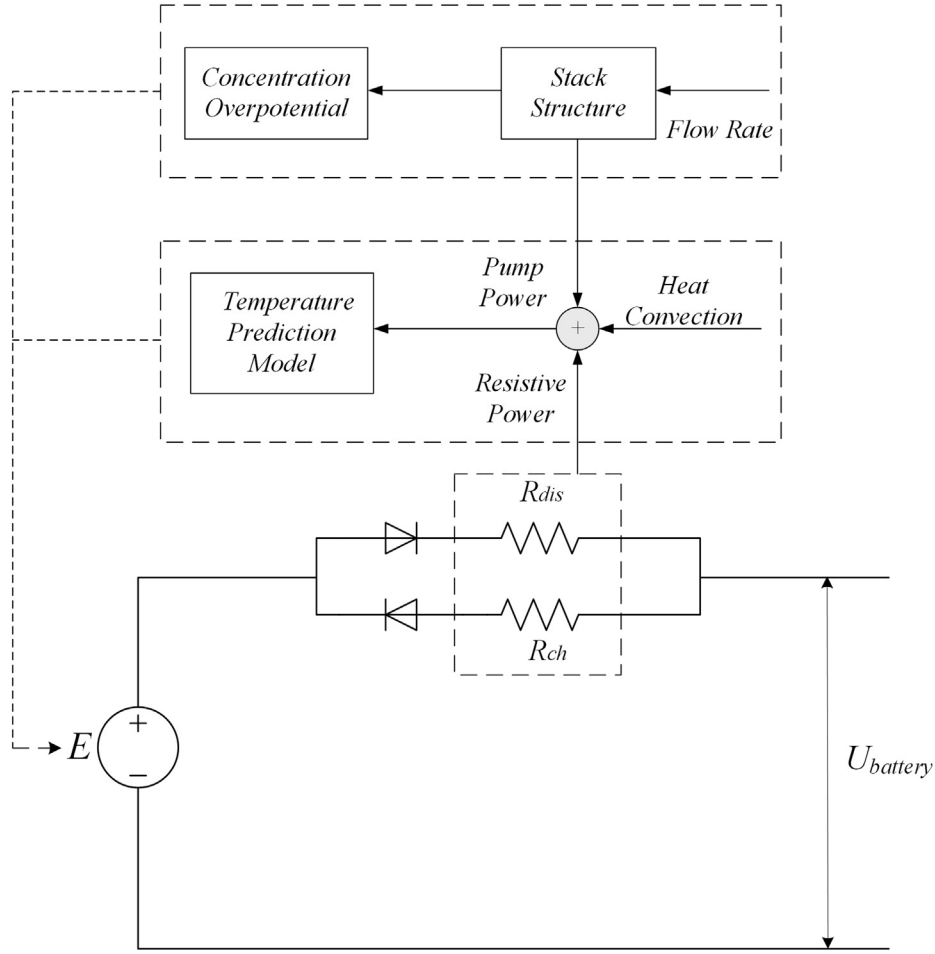 Concentration
Overpotential
Stack
Structure
Flow Rate
Pump
Power
Heat
Convection
Temperature
Prediction
Model
+
Resistive
Power
Rdis
Rch
+
E
−
Ubattery